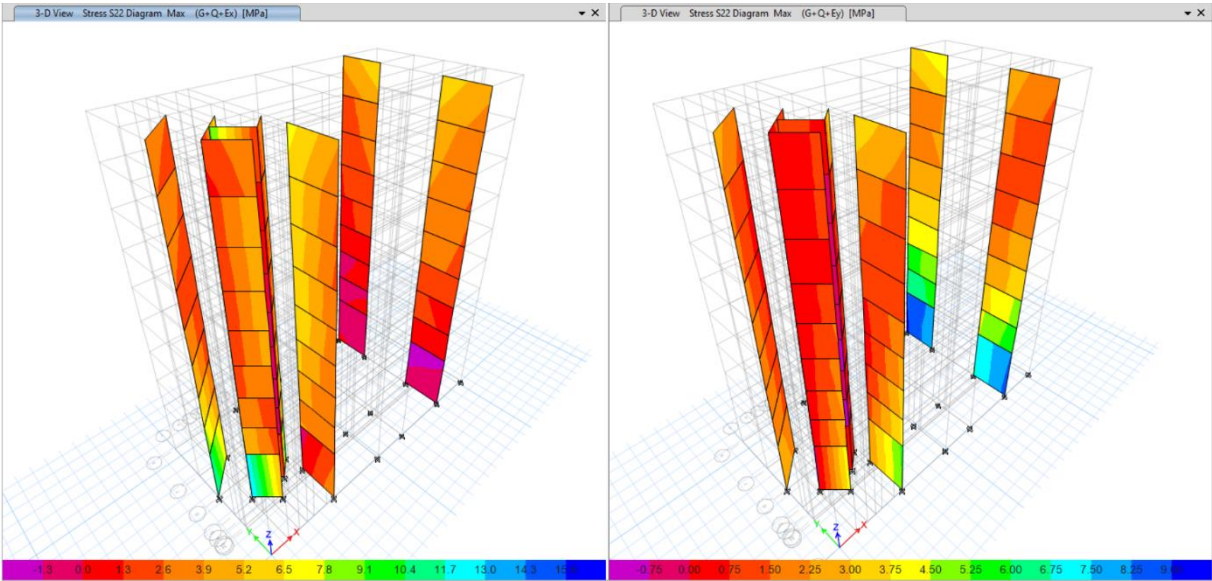 3-D View Stress S22 Diagram Max (G+Q+Ex) [MPa]
3-D View Stress S22 Diagram Max (G+Q+Ey) [MPa]
Y Z X
Y Z X
-1.3 0.0 1.3 2.6 3.9 5.2 6.5 7.8 9.1 10.4 11.7 13.0 14.3
-0.75 0.00 0.75 1.50 2.25 3.00 3.75 4.50 5.25 6.00 6.75 7.50 8.25